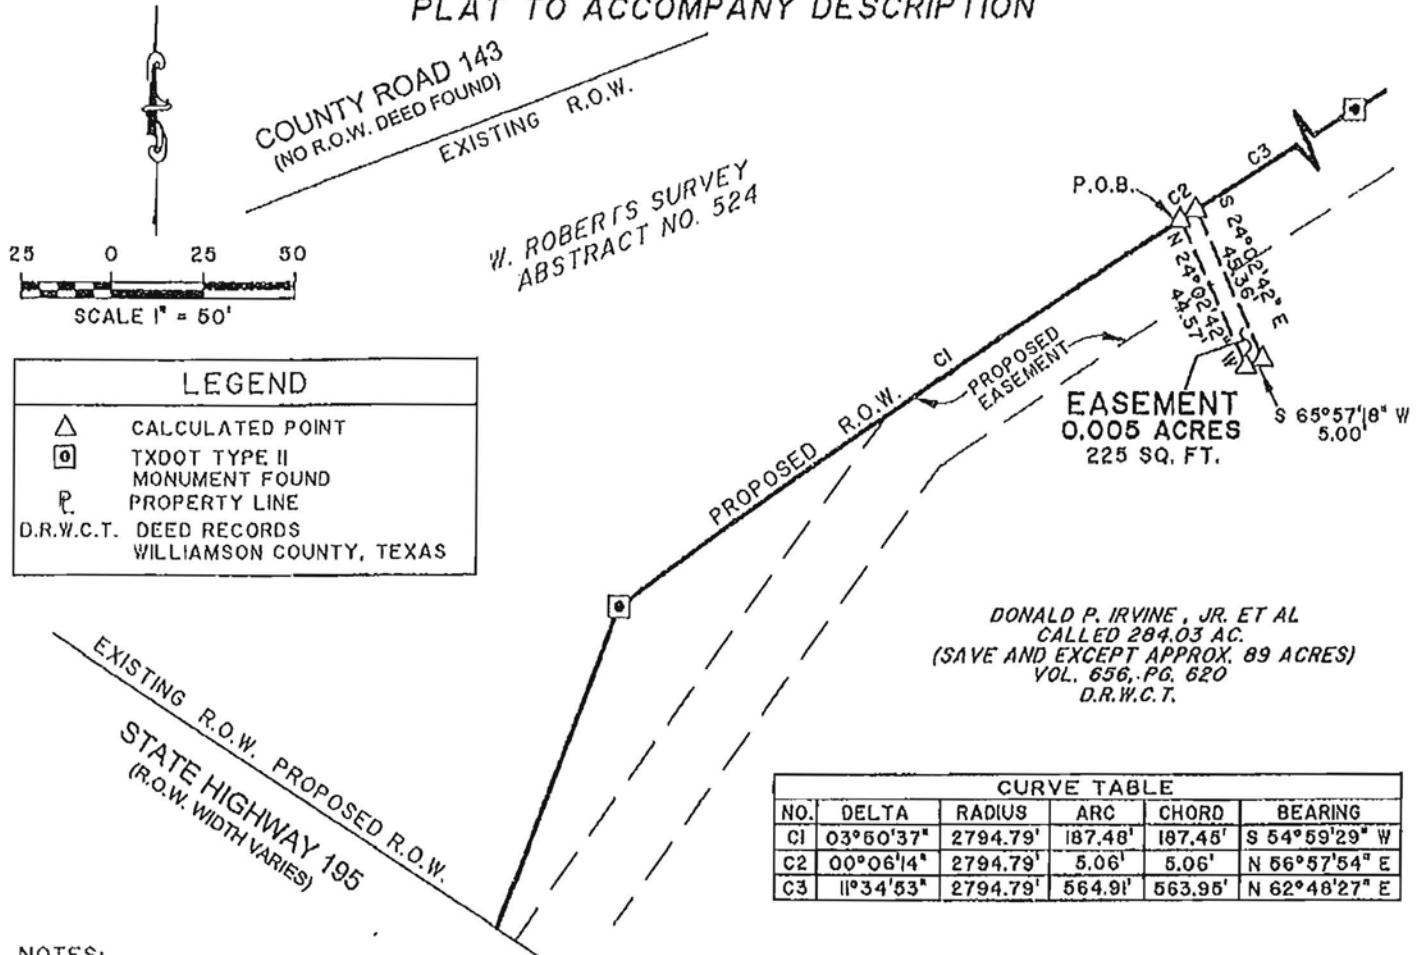 PLAT TO ACCOMPANY DESCRIPTION
COUNTY ROAD 143
(NO R.O.W. DEED FOUND)
EXISTING R.O.W.
W. ROBERTS SURVEY
ABSTRACT NO. 524
25 0 25 50
SCALE 1" = 50'
LEGEND
CALCULATED POINT
TXDOT TYPE II
MONUMENT FOUND
PL PROPERTY LINE
D.R.W.C.T. DEED RECORDS
WILLIAMSON COUNTY, TEXAS
P.O.B.
C2
C3
S 24°02'42" E
45.36'
N 24°02'42" W
44.57'
C1
PROPOSED R.O.W.
PROPOSED
EASEMENT
EASEMENT
0.005 ACRES
225 SQ. FT.
S 65°57'18" W
5.00'
DONALD P. IRVINE, JR. ET AL
CALLED 284.03 AC.
(SAVE AND EXCEPT APPROX. 89 ACRES)
VOL. 656, PG. 620
D.R.W.C.T.
EXISTING R.O.W. PROPOSED R.O.W.
STATE HIGHWAY 195
(R.O.W. WIDTH VARIES)
CURVE TABLE
NO. DELTA RADIUS ARC CHORD BEARING
C1 03°50'37" 2794.79' 187.48' 187.45' S 54°59'29" W
C2 00°06'14" 2794.79' 5.06' 5.06' N 56°57'54" E
C3 11°34'53" 2794.79' 564.91' 563.95' N 62°48'27" E
NOTES: